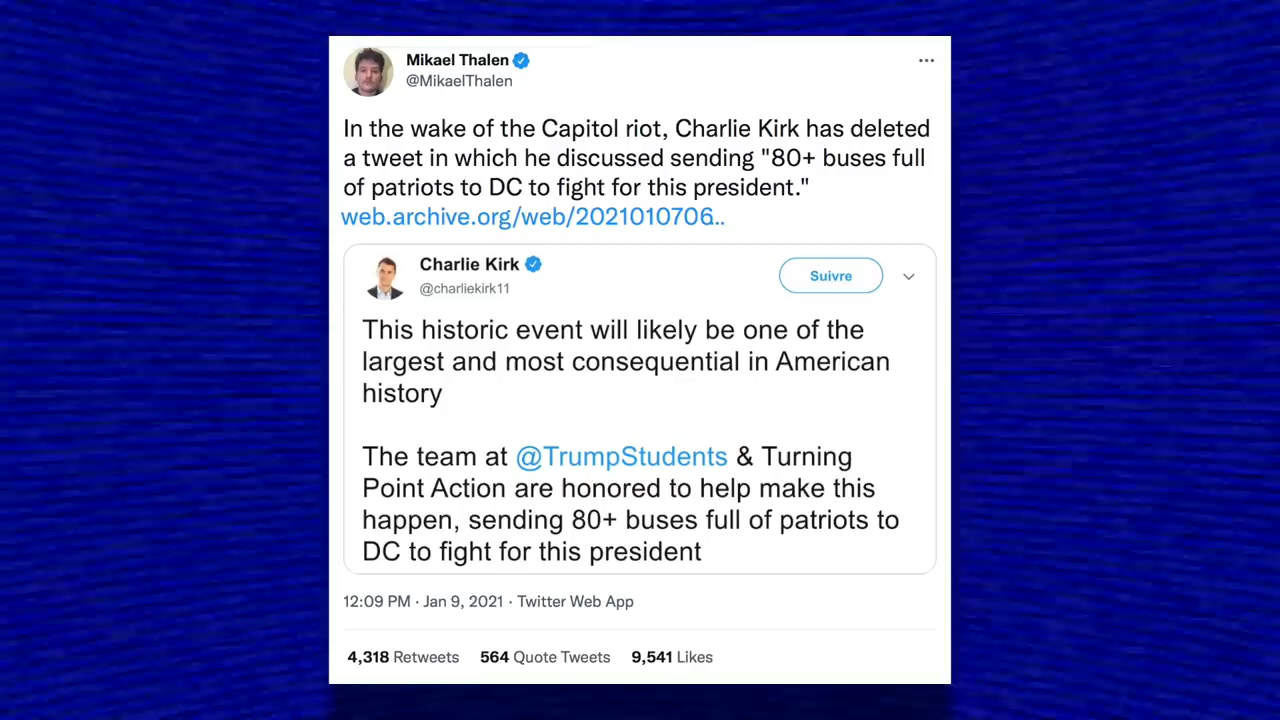 Mikael Thalen
@MikaelThalen
In the wake of the Capitol riot, Charlie Kirk has deleted
a tweet in which he discussed sending "80+ buses full
of patriots to DC to fight for this president."
web.archive.org/web/2021010706...
Charlie Kirk
@charliekirk11
Suivre
This historic event will likely be one of the
largest and most consequential in American
history
The team at @TrumpStudents & Turning
Point Action are honored to help make this
happen, sending 80+ buses full of patriots to
DC to fight for this president
12:09 PM · Jan 9, 2021 · Twitter Web App
4,318 Retweets 564 Quote Tweets 9,541 Likes